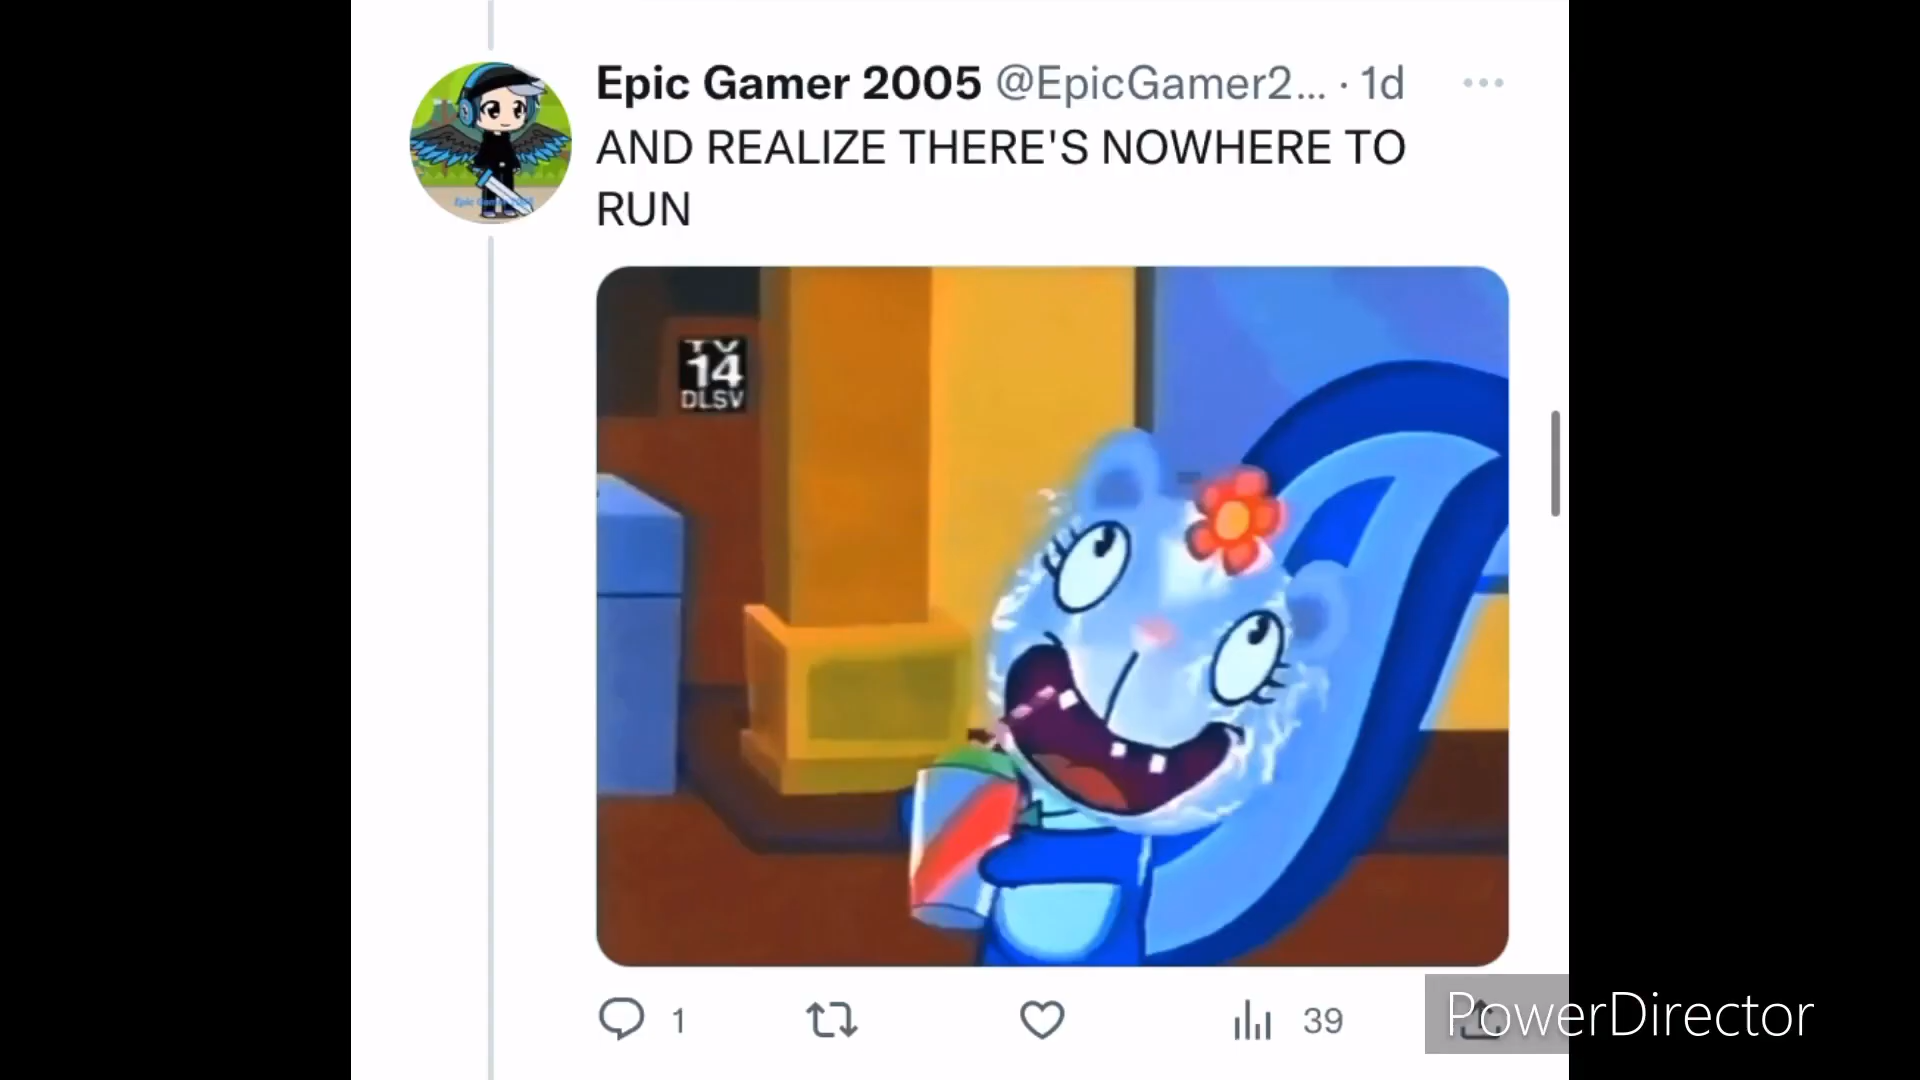 Epic Gamer 2005 @EpicGamer2... · 1d
AND REALIZE THERE'S NOWHERE TO
RUN
TV
14
DLSV
1
39
PowerDirector